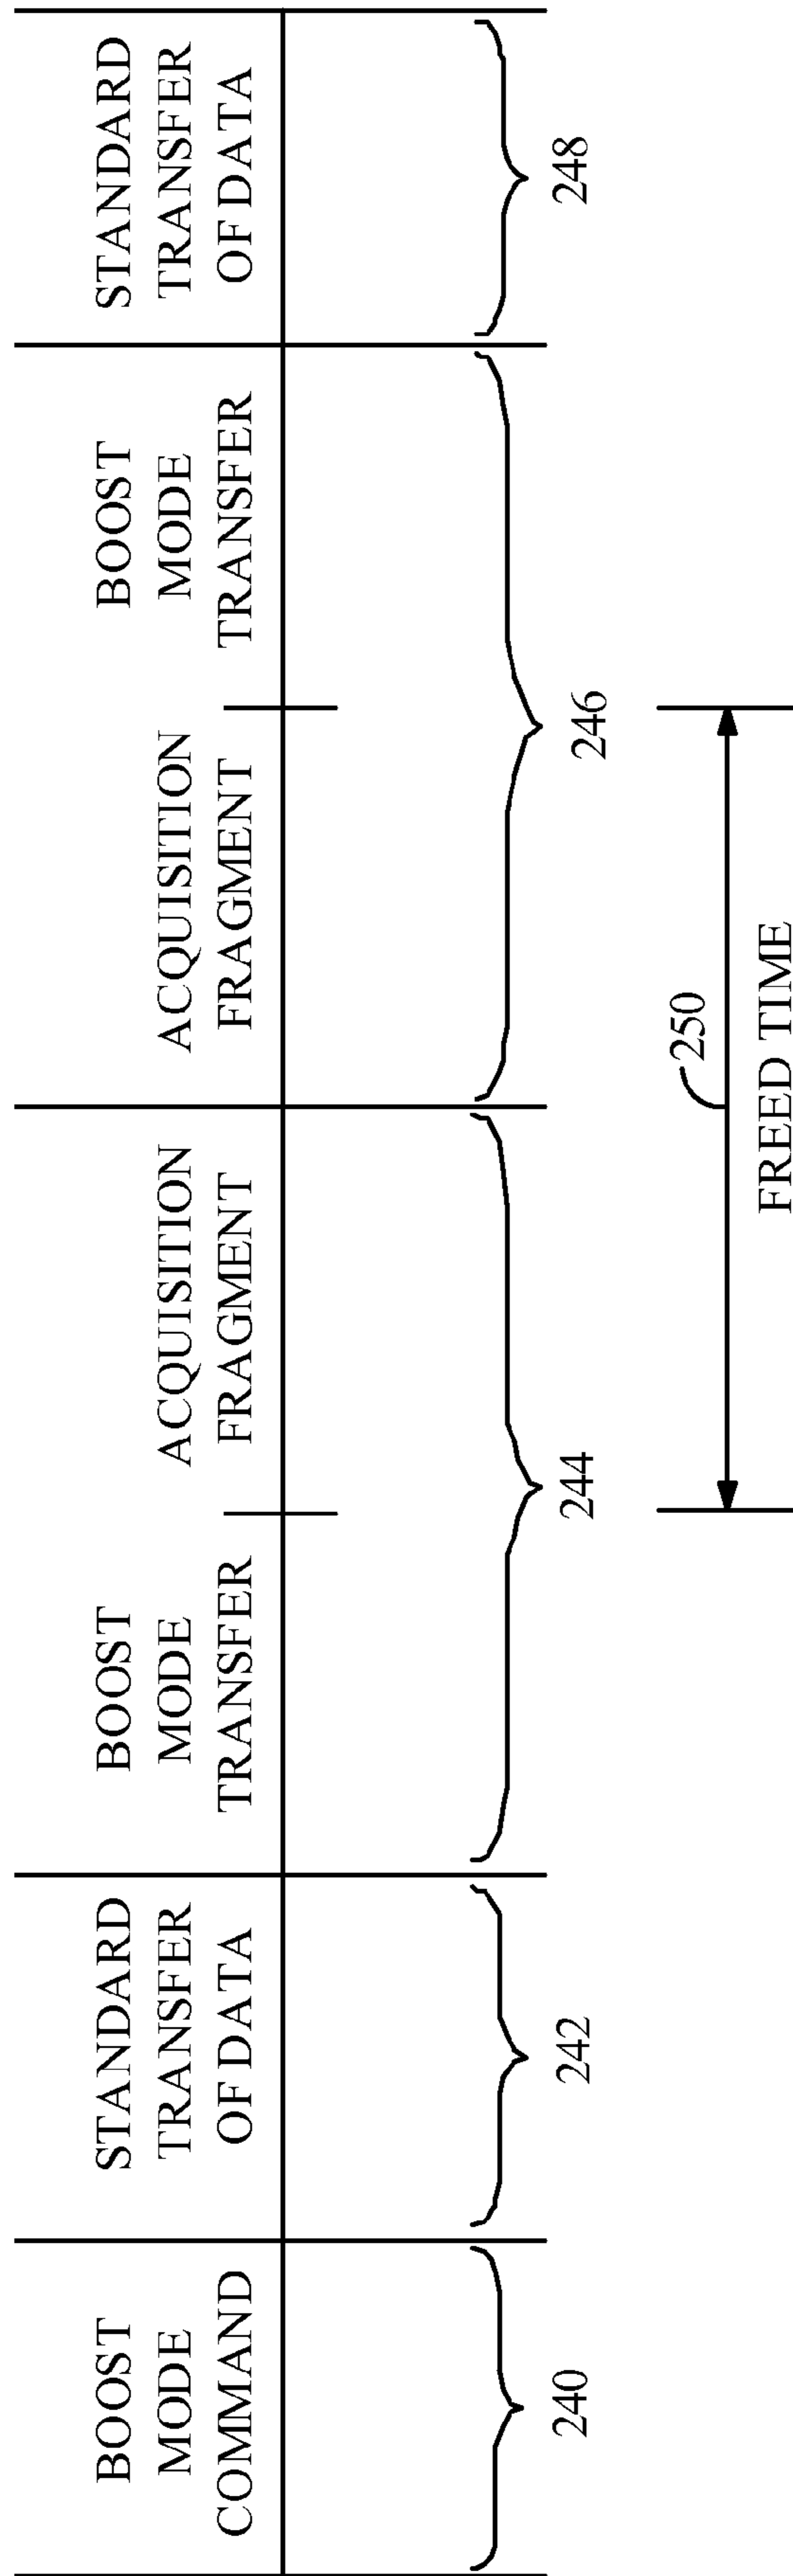 BOOST
MODE
COMMAND
STANDARD
TRANSFER
OF DATA
BOOST
MODE
TRANSFER
ACQUISITION
FRAGMENT
ACQUISITION
FRAGMENT
BOOST
MODE
TRANSFER
STANDARD
TRANSFER
OF DATA
240
242
244
246
248
250
FREED TIME